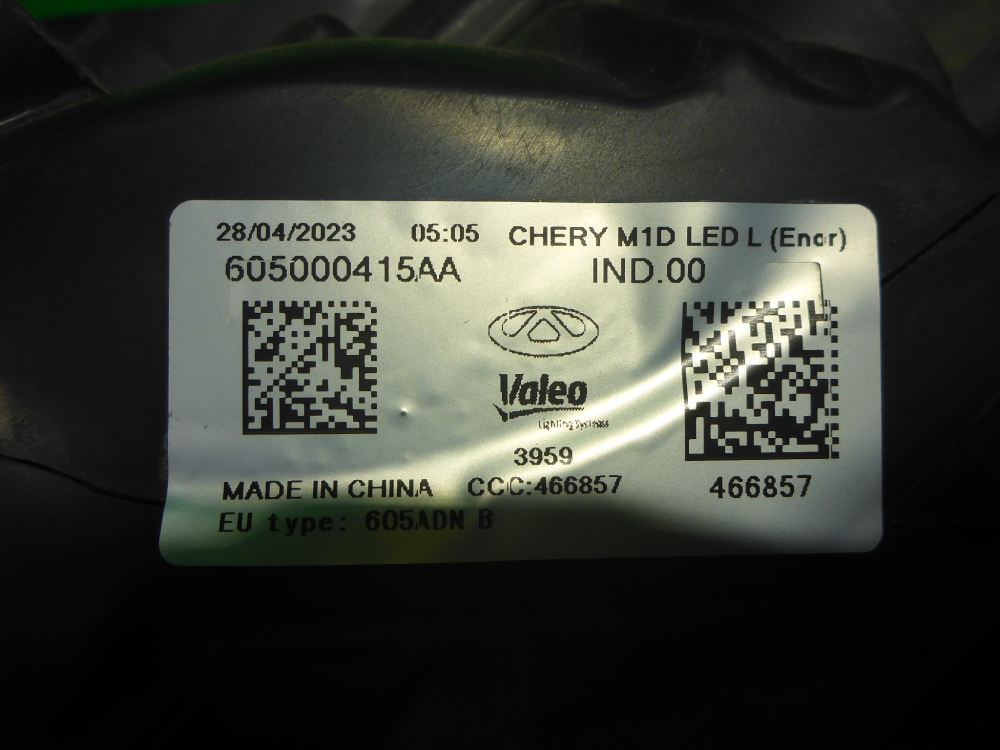 28/04/2023 05:05 CHERY M1D LED L (Enar)
605000415AA IND.00
Valeo
Lighting Systems
3959
MADE IN CHINA CCC:466857 466857
EU type: 605ADN B